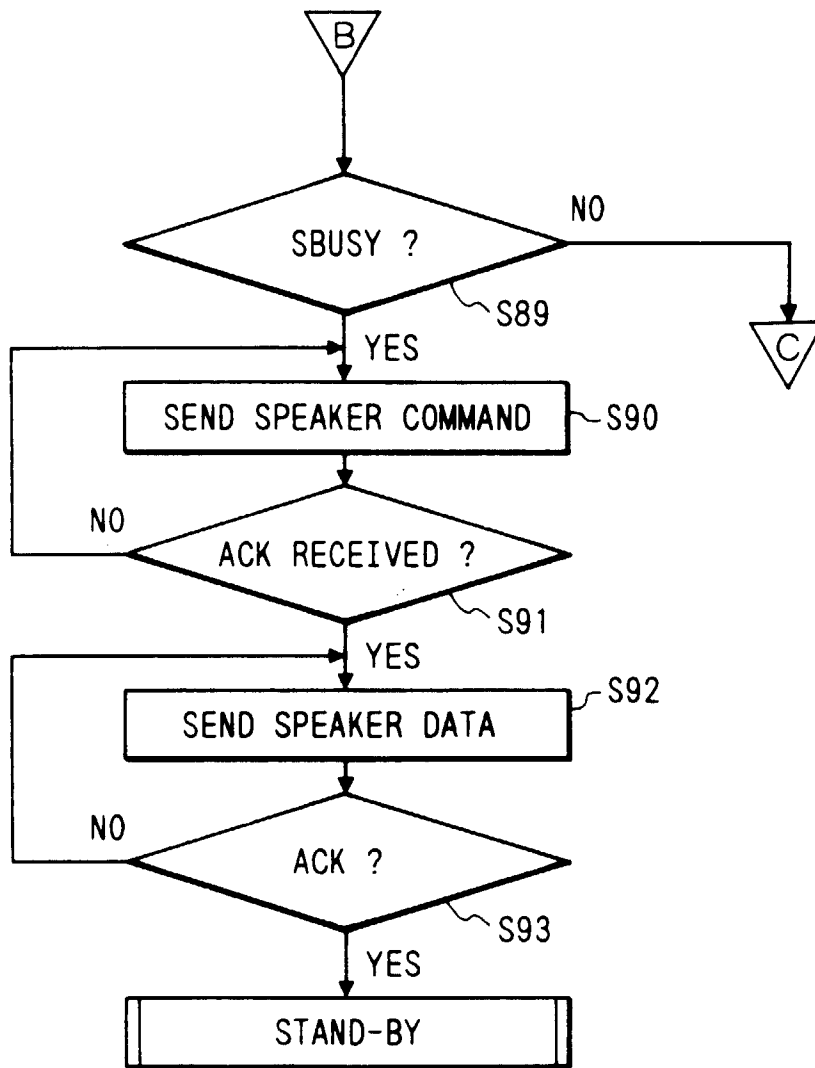 B
SBUSY ?
NO
S89
C
YES
SEND SPEAKER COMMAND
S90
NO
ACK RECEIVED ?
S91
YES
SEND SPEAKER DATA
S92
NO
ACK ?
S93
YES
STAND-BY